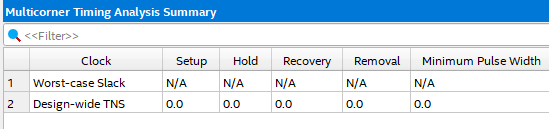 Multicorner Timing Analysis Summary
<<Filter>>
Clock Setup Hold Recovery Removal Minimum Pulse Width
1 Worst-case Slack N/A N/A N/A N/A N/A
2 Design-wide TNS 0.0 0.0 0.0 0.0 0.0